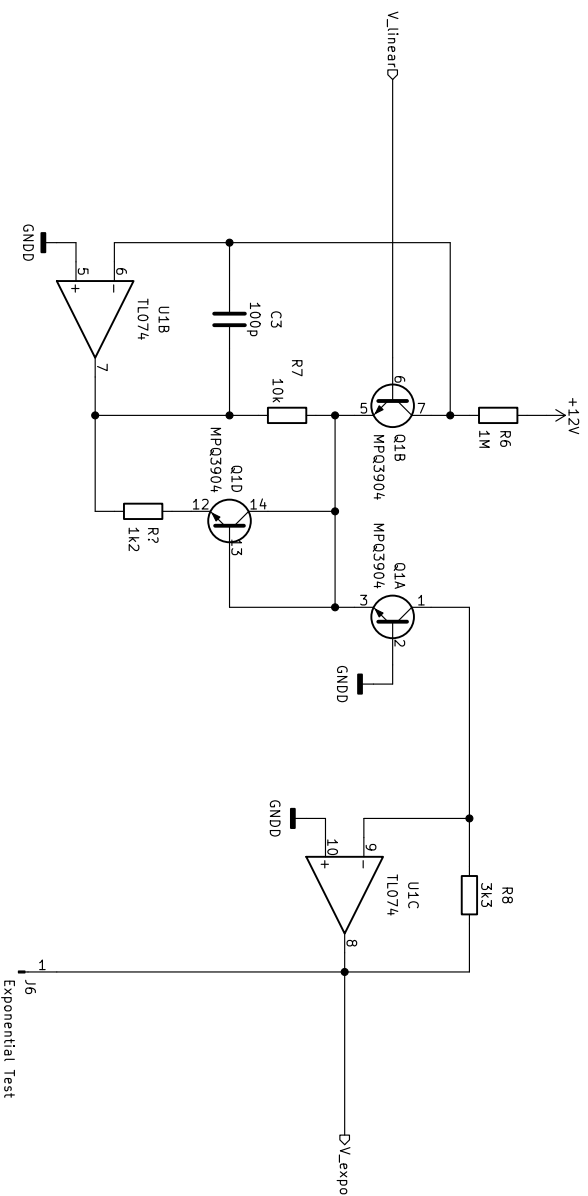 V_linear
+12V
R6
1M
7
6
5
Q1B
MPQ3904
R7
10k
C3
100p
6
5
-
+
GNDD
U1B
TL074
7
Q1D
MPQ3904
14
13
12
R?
1k2
Q1A
MPQ3904
1
2
3
GNDD
9
10
-
+
GNDD
U1C
TL074
8
R8
3k3
1
J6
Exponential Test
V_expo